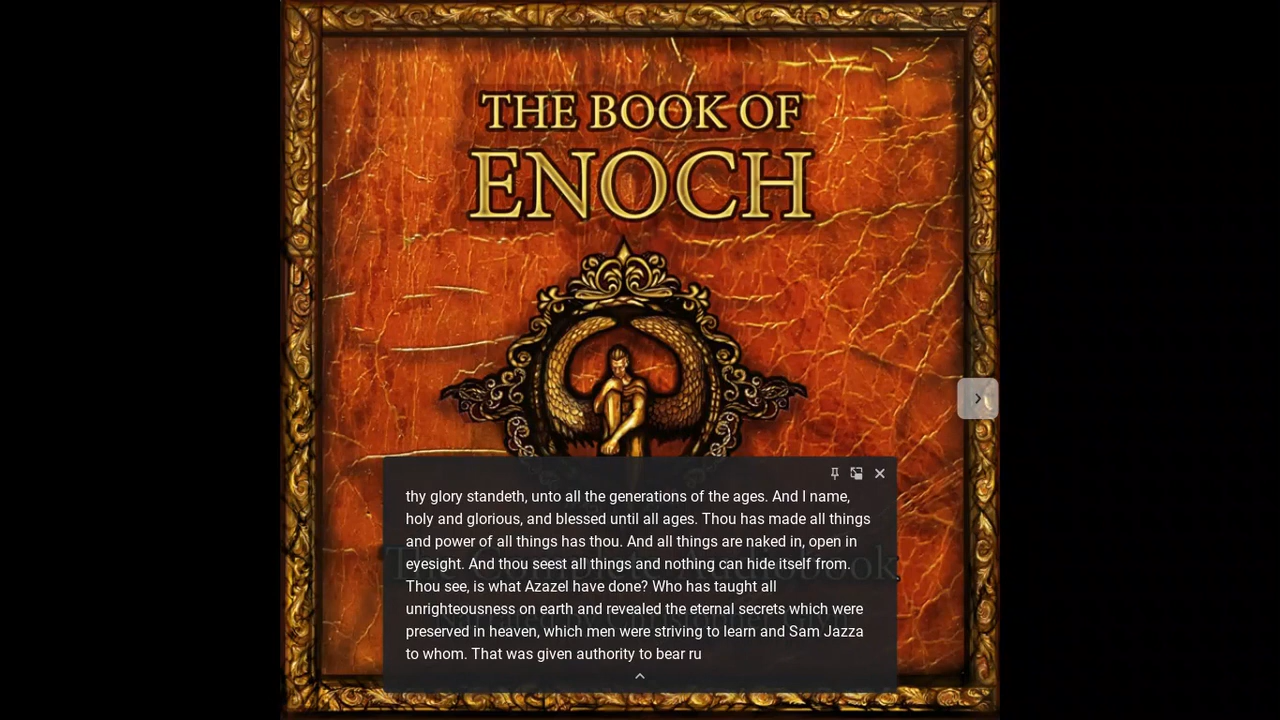 THE BOOK OF
ENOCH
thy glory standeth, unto all the generations of the ages. And I name,
holy and glorious, and blessed until all ages. Thou has made all things
and power of all things has thou. And all things are naked in, open in
eyesight. And thou seest all things and nothing can hide itself from.
Thou see, is what Azazel have done? Who has taught all
unrighteousness on earth and revealed the eternal secrets which were
preserved in heaven, which men were striving to learn and Sam Jazza
to whom. That was given authority to bear ru
The Complete Audiobook